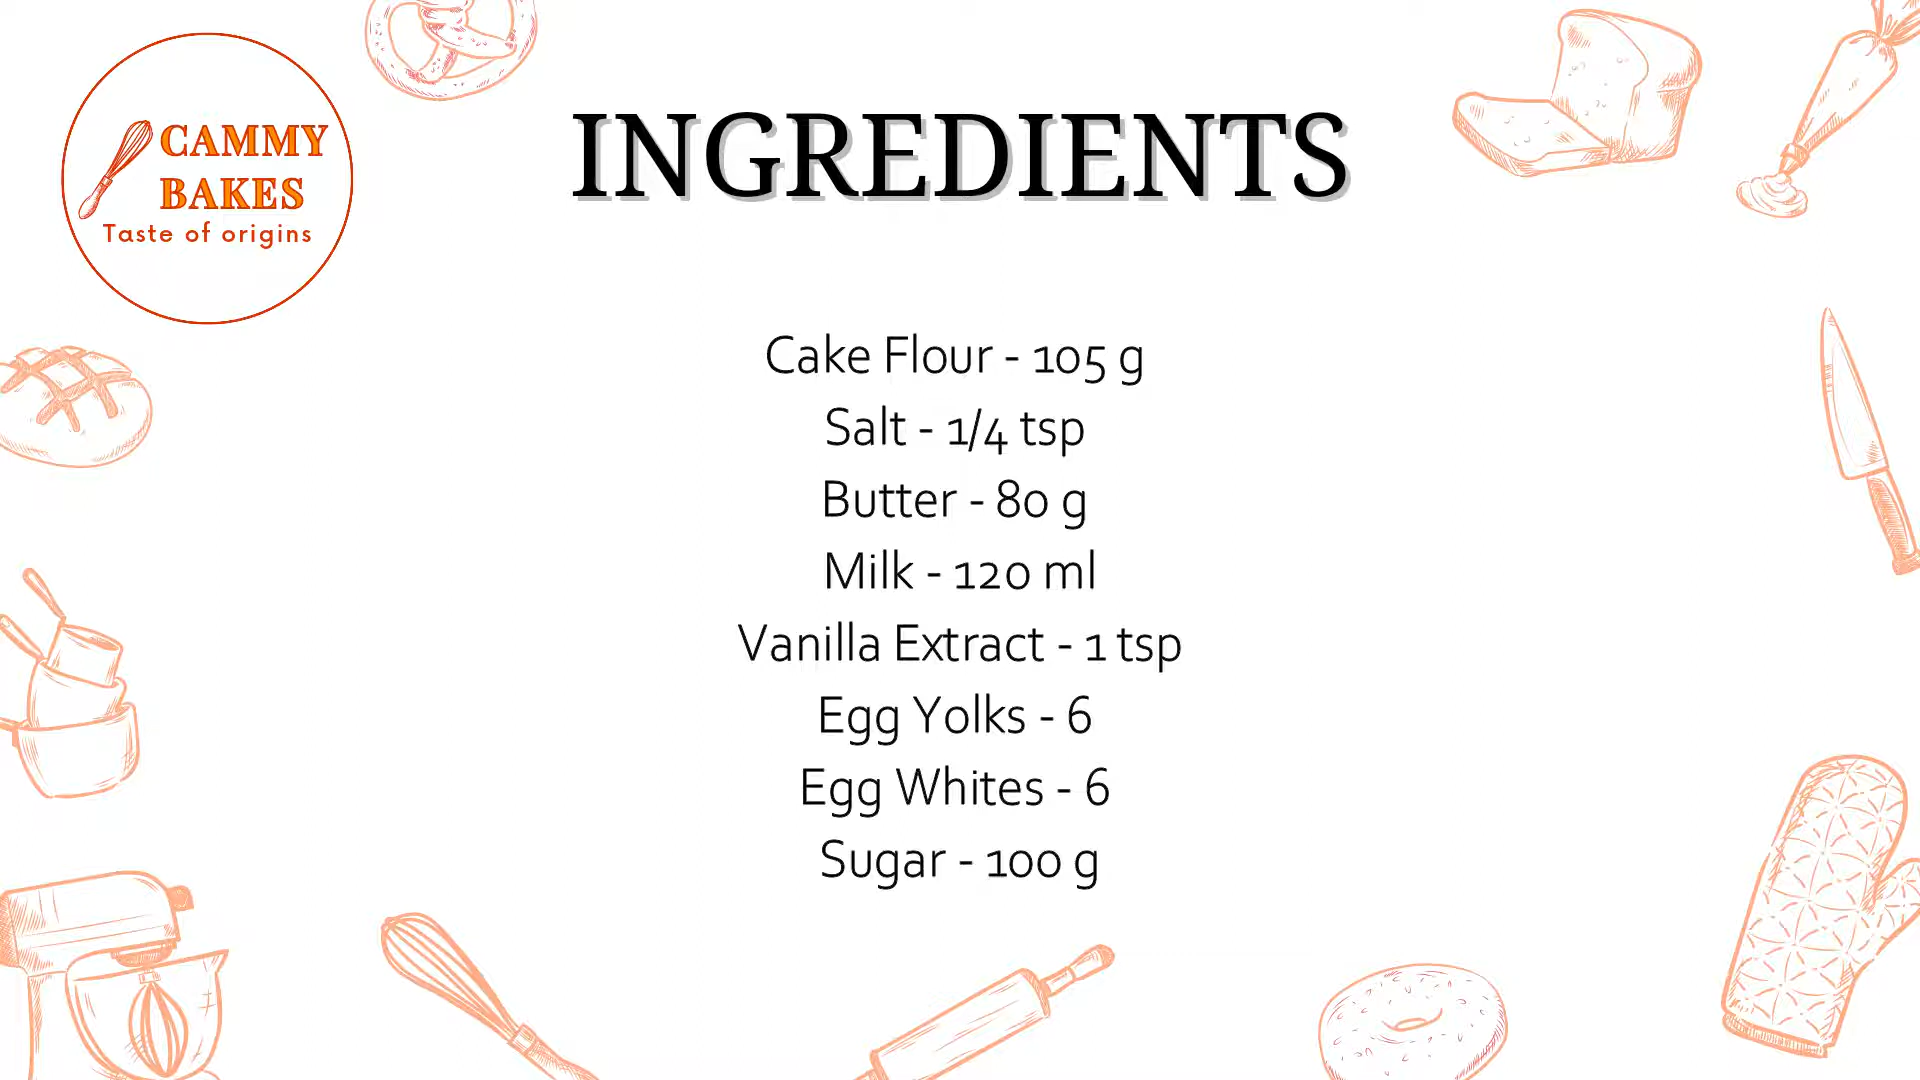 CAMMY
BAKES
Taste of origins
INGREDIENTS
Cake Flour - 105 g
Salt - 1/4 tsp
Butter - 80 g
Milk - 120 ml
Vanilla Extract - 1 tsp
Egg Yolks - 6
Egg Whites - 6
Sugar - 100 g